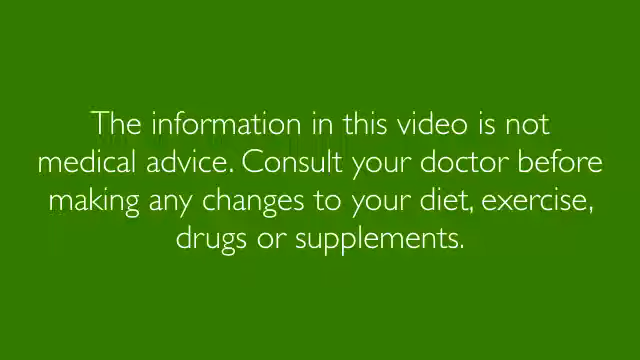 The information in this video is not
medical advice. Consult your doctor before
making any changes to your diet, exercise,
drugs or supplements.